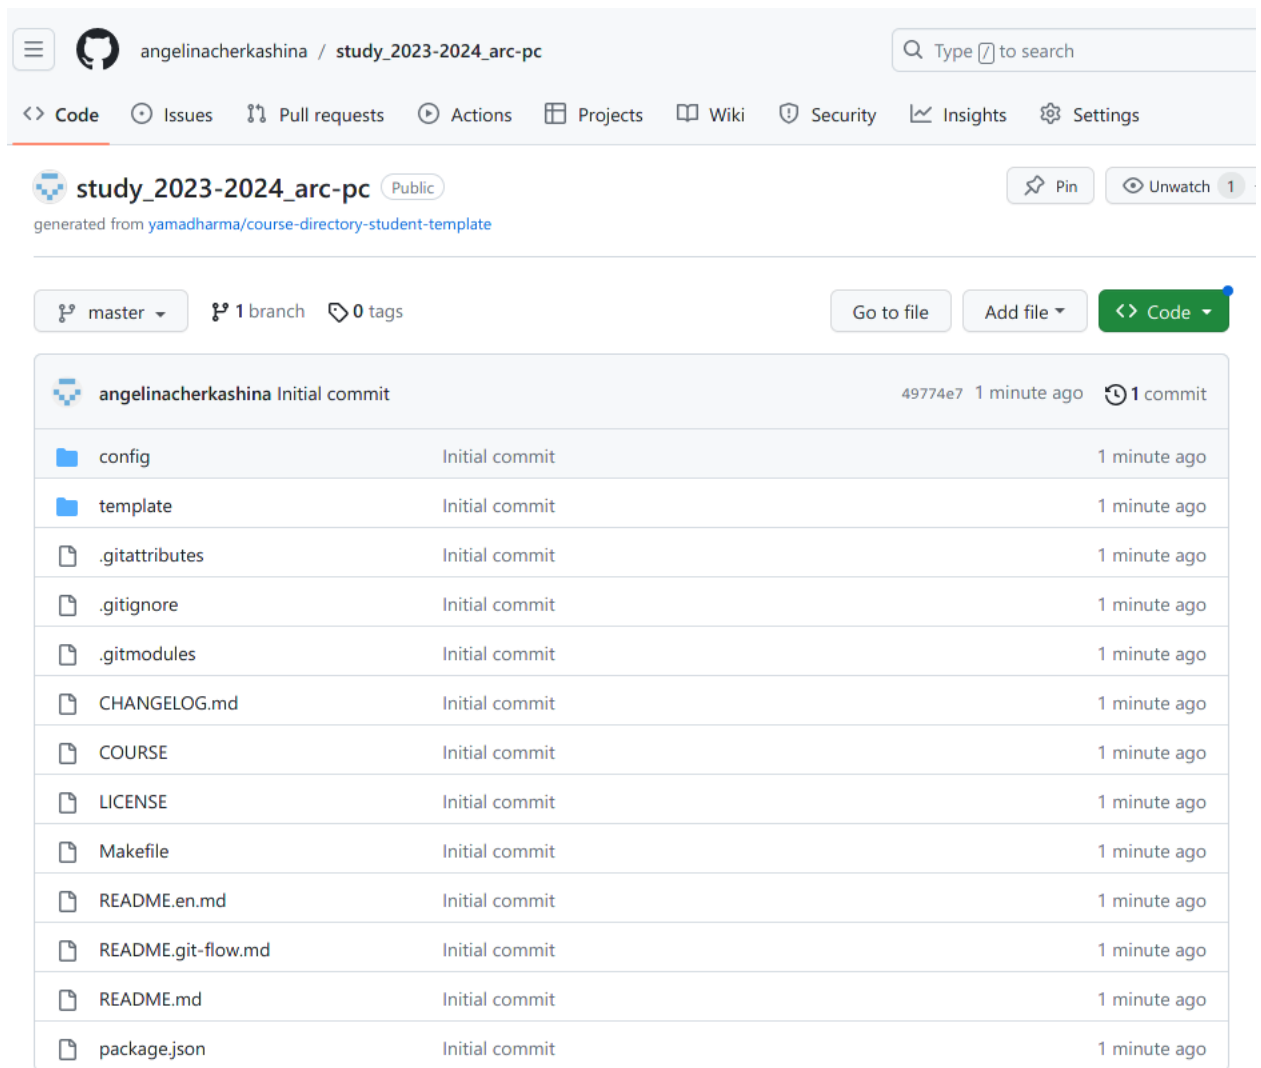 angelinacherkashina / study_2023-2024_arc-pc Type / to search
Code Issues Pull requests Actions Projects Wiki Security Insights Settings
study_2023-2024_arc-pc Public Pin Unwatch 1
generated from yamadharma/course-directory-student-template
master 1 branch 0 tags Go to file Add file Code
angelinacherkashina Initial commit 49774e7 1 minute ago 1 commit
config Initial commit 1 minute ago
template Initial commit 1 minute ago
.gitattributes Initial commit 1 minute ago
.gitignore Initial commit 1 minute ago
.gitmodules Initial commit 1 minute ago
CHANGELOG.md Initial commit 1 minute ago
COURSE Initial commit 1 minute ago
LICENSE Initial commit 1 minute ago
Makefile Initial commit 1 minute ago
README.en.md Initial commit 1 minute ago
README.git-flow.md Initial commit 1 minute ago
README.md Initial commit 1 minute ago
package.json Initial commit 1 minute ago